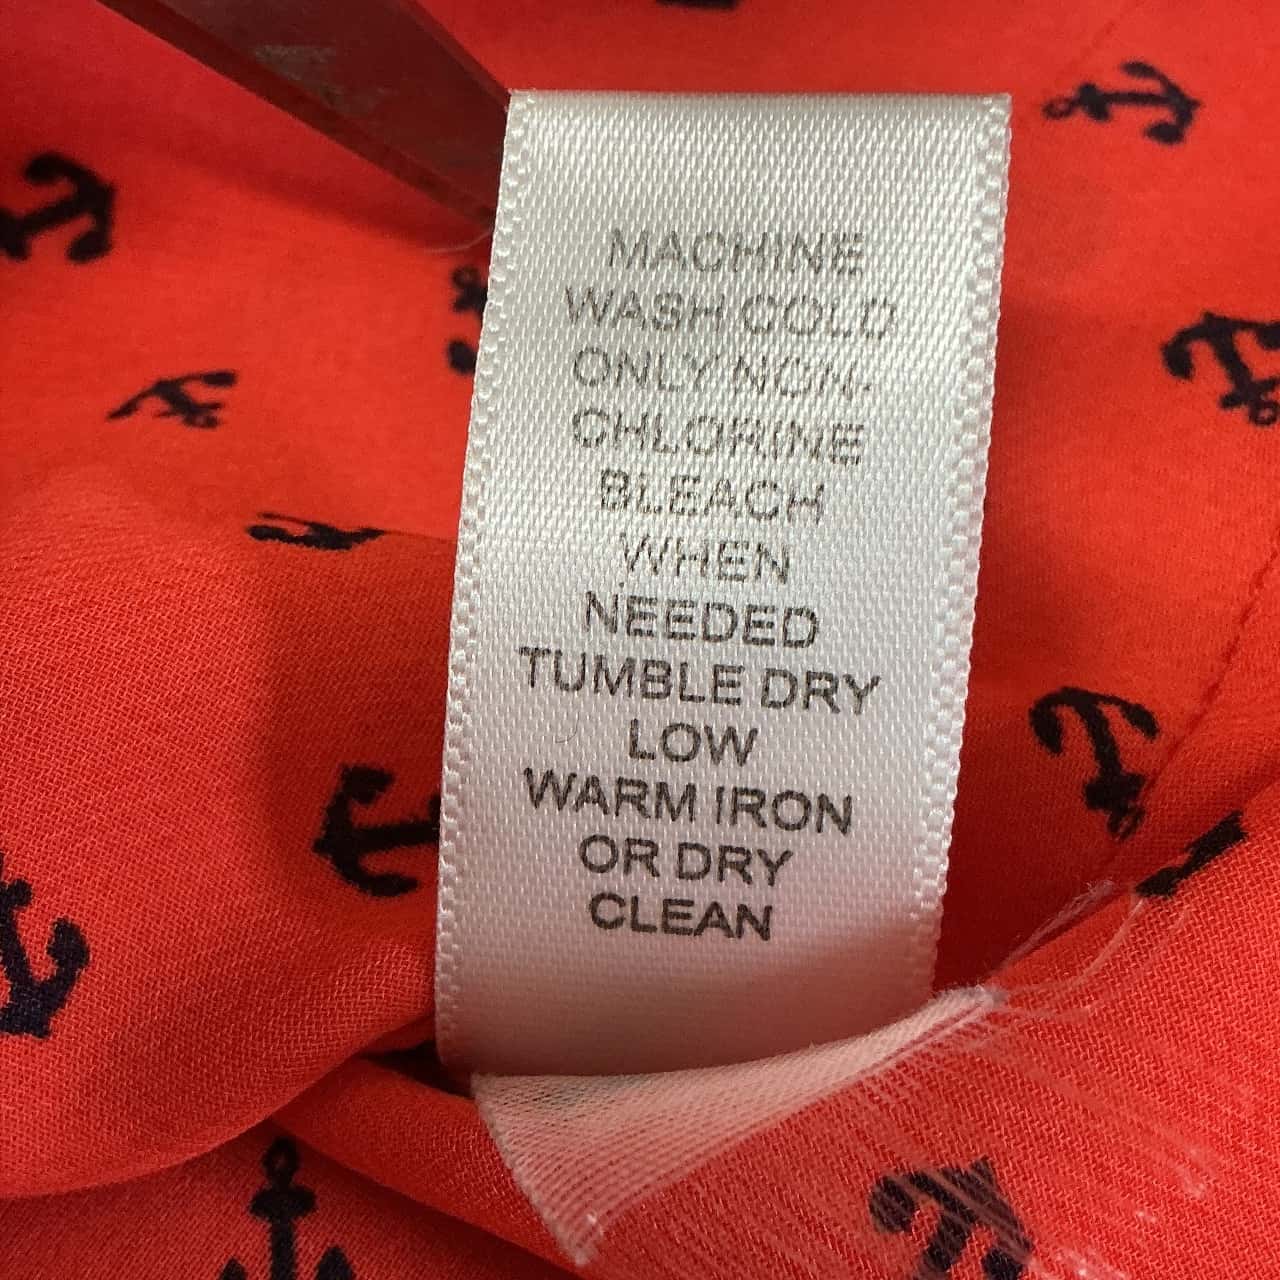 MACHINE
WASH COLD
ONLY NON-
CHLORINE
BLEACH
WHEN
NEEDED
TUMBLE DRY
LOW
WARM IRON
OR DRY
CLEAN